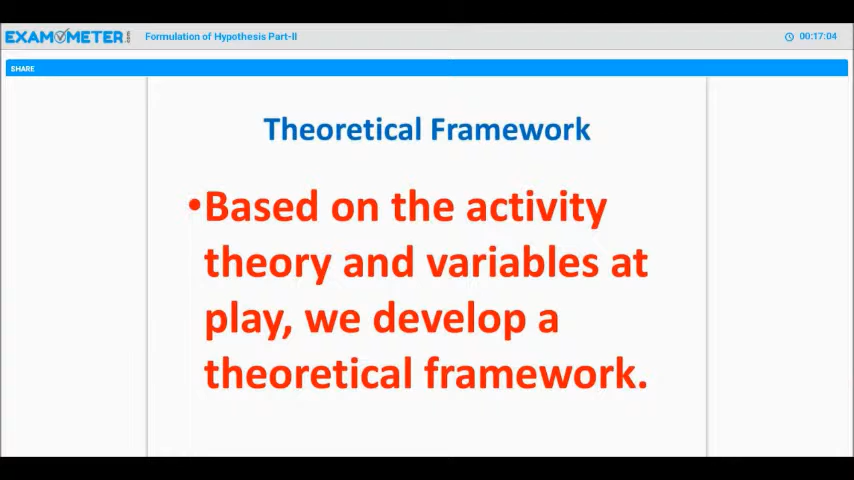 EXAMOMETER.com
Formulation of Hypothesis Part-II
00:17:04
SHARE
Theoretical Framework
•Based on the activity
theory and variables at
play, we develop a
theoretical framework.